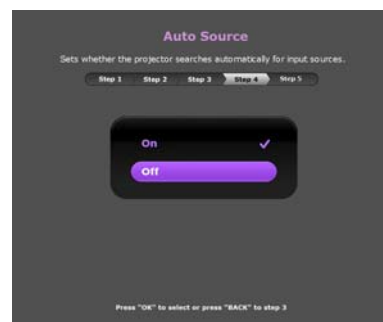 Auto Source
Sets whether the projector searches automatically for input sources.
Step 1 Step 2 Step 3 Step 4 Step 5
On
Off
Press "OK" to select or press "BACK" to step 3